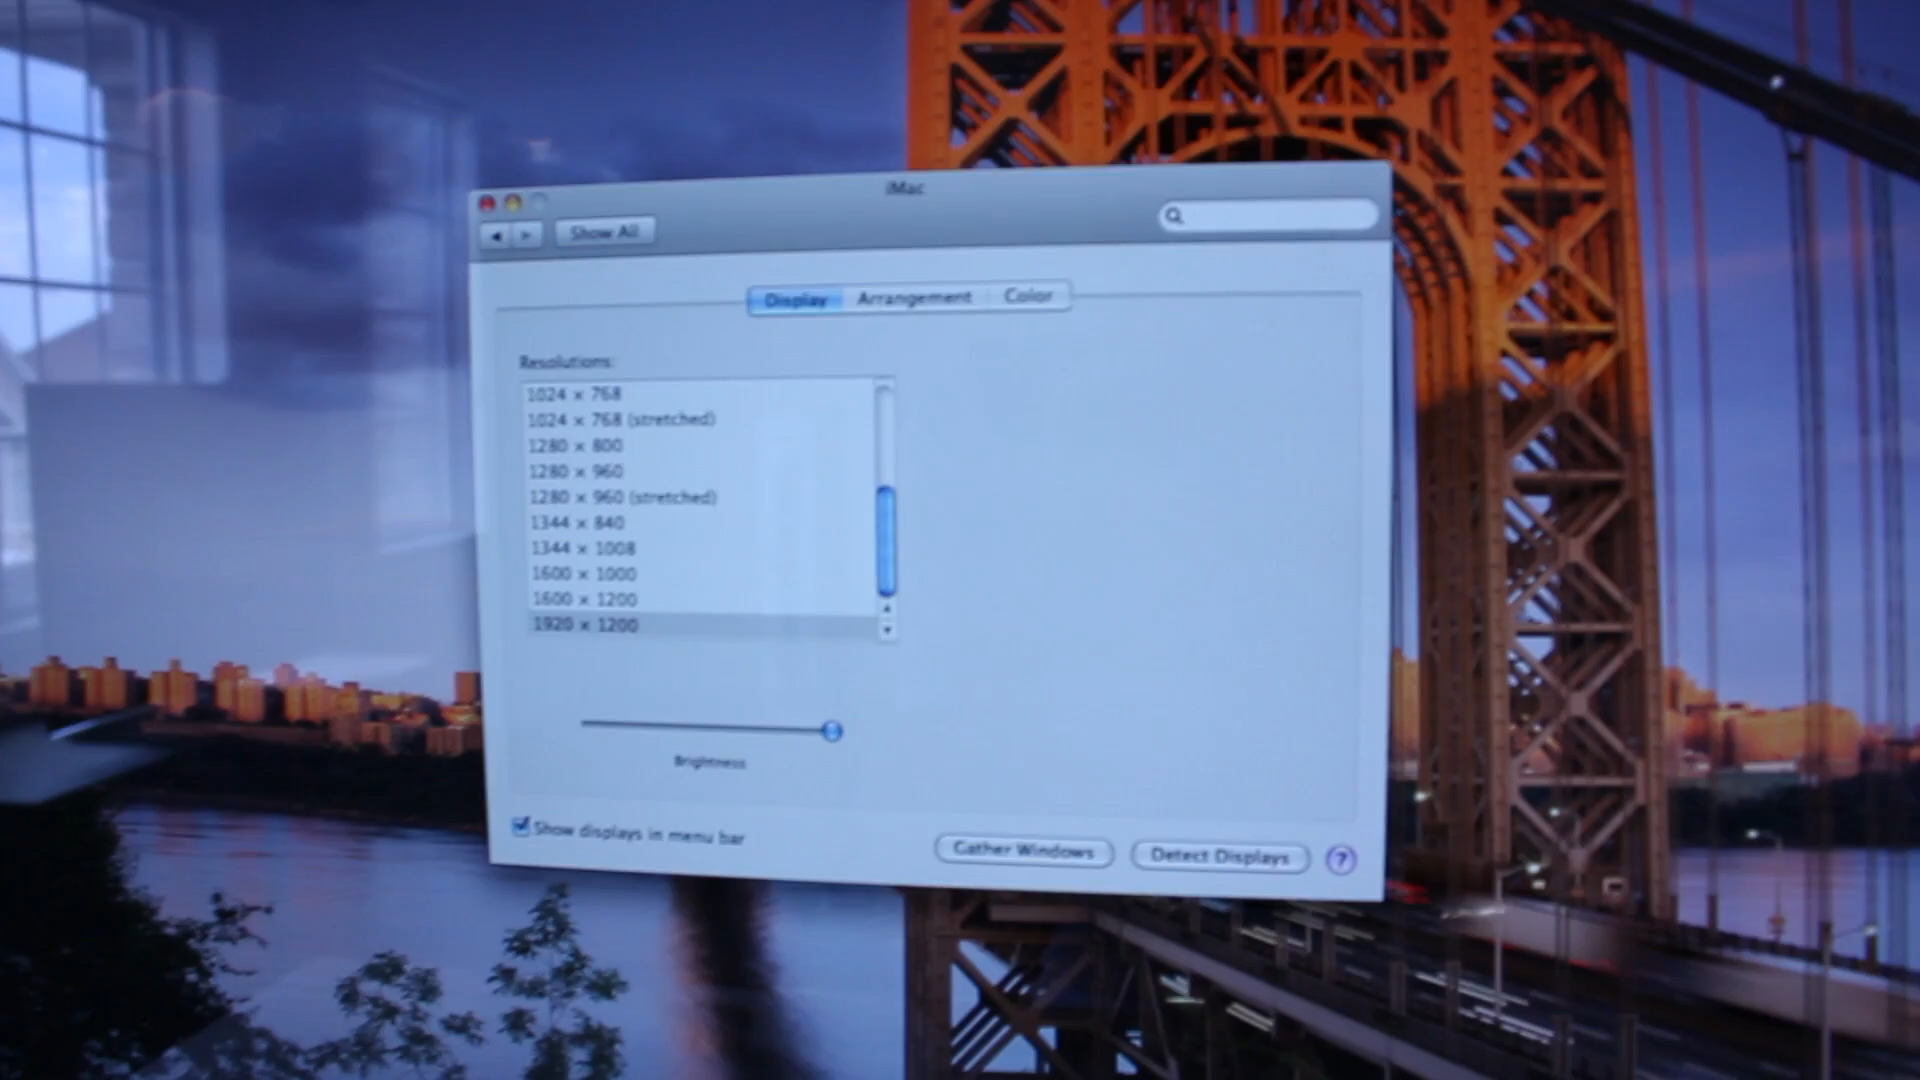 iMac
Show All
Display Arrangement Color
Resolutions:
1024 x 768
1024 x 768 (stretched)
1280 x 800
1280 x 960
1280 x 960 (stretched)
1344 x 840
1344 x 1008
1600 x 1000
1600 x 1200
1920 x 1200
Brightness
Show displays in menu bar
Gather Windows Detect Displays ?